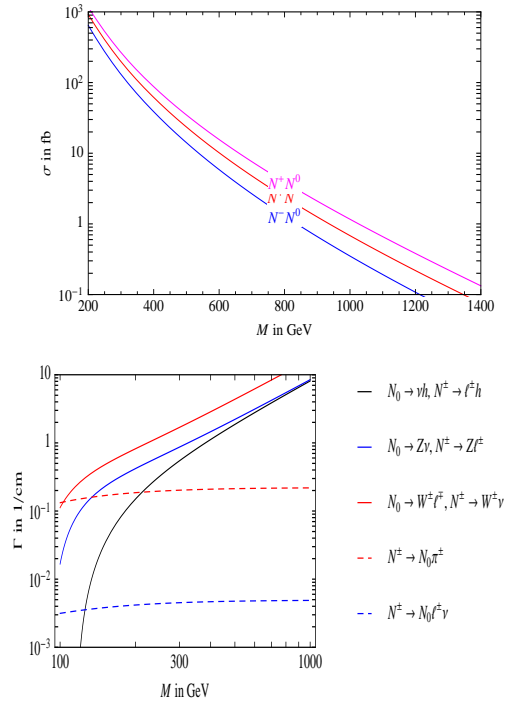 10³
10²
10
1
10⁻¹
σ in fb
N⁺N⁰
N⁻N⁰
200 400 600 800 1000 1200 1400
M in GeV
10
1
10⁻¹
10⁻²
10⁻³
Γ in 1/cm
100 300 1000
M in GeV
N₀ → νh, N± → ℓ±h
N₀ → Zν, N± → Zℓ±
N₀ → W±ℓ∓, N± → W±ν
N± → N₀π±
N± → N₀ℓ±ν